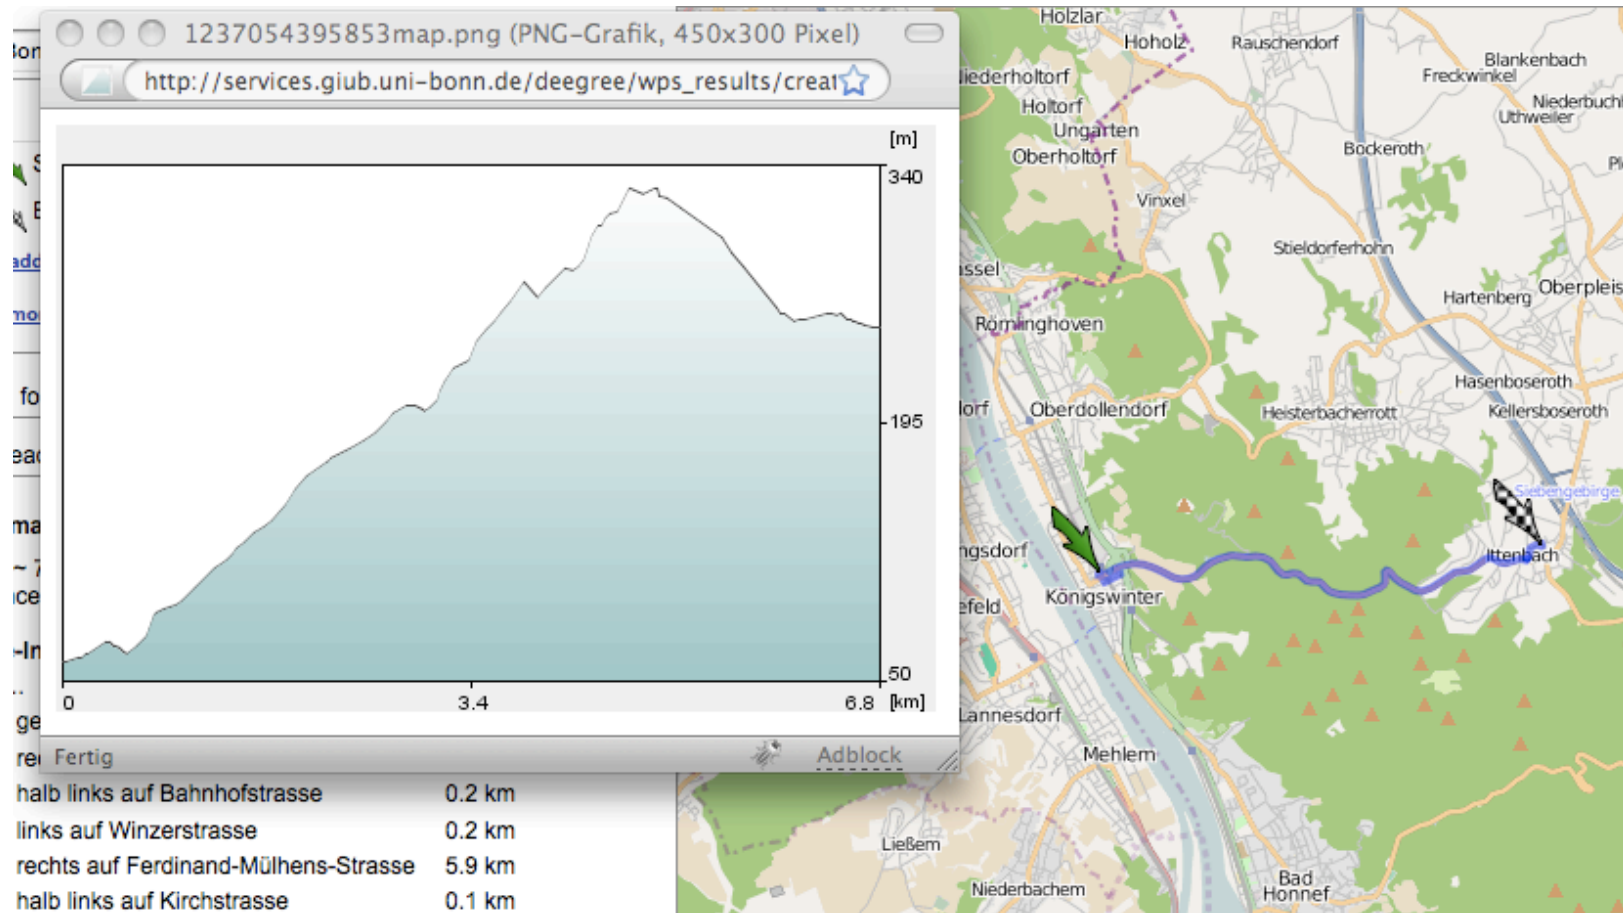 1237054395853map.png (PNG-Grafik, 450x300 Pixel)
http://services.giub.uni-bonn.de/deegree/wps_results/creat
[m]
340
195
50
0
3.4
6.8 [km]
Fertig
Adblock
halb links auf Bahnhofstrasse 0.2 km
links auf Winzerstrasse 0.2 km
rechts auf Ferdinand-Mülhens-Strasse 5.9 km
halb links auf Kirchstrasse 0.1 km
Holzlar
Hoholz
Rauschendorf
Blankenbach
Freckwinkel
Niederholtorf
Holtorf
Uthweiler
Ungarten
Oberholtorf
Bockeroth
Vinxel
Stieldorferhohn
Hartenberg
Oberpleis
Römlinghoven
Hasenboseroth
Oberdollendorf
Heisterbacherrott
Kellersboseroth
Siebengebirge
Ittenbach
Königswinter
Lannesdorf
Mehlem
Ließem
Niederbachem
Bad
Honnef